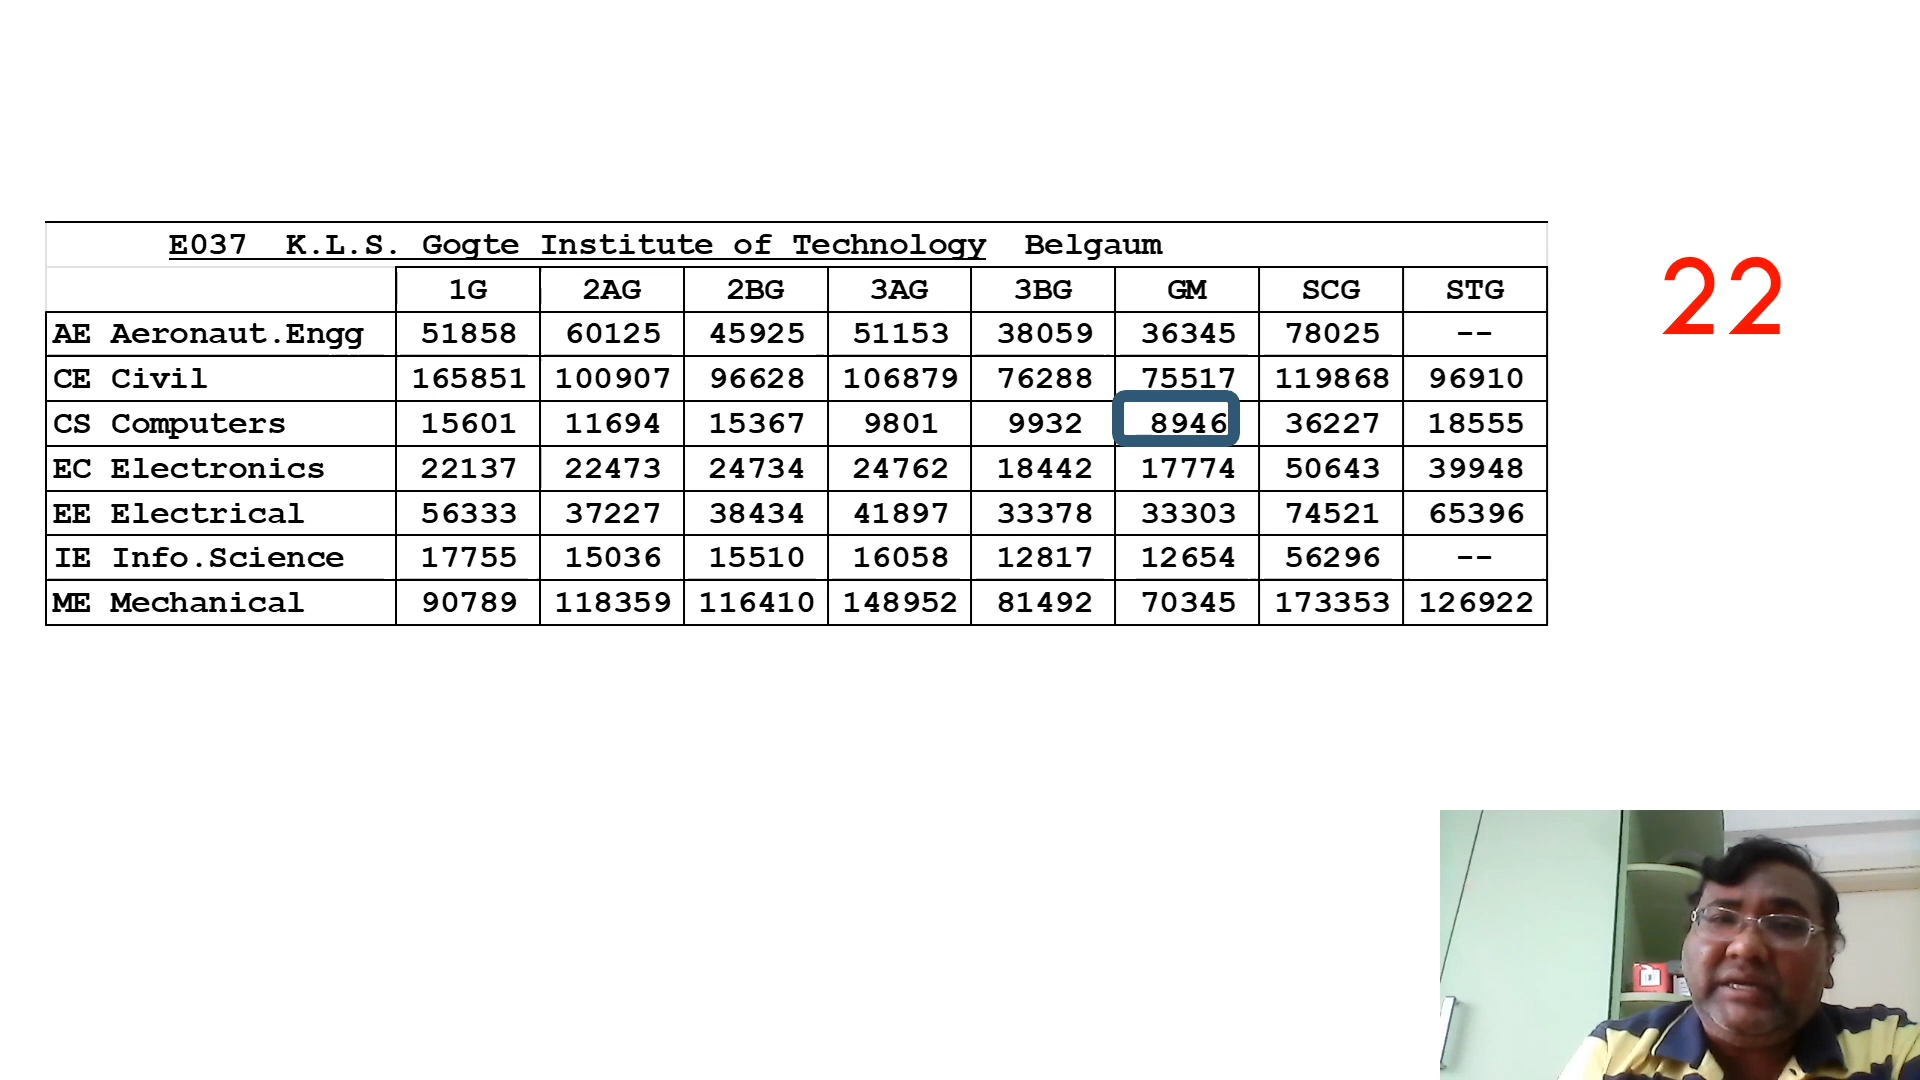 E037 K.L.S. Gogte Institute of Technology Belgaum
1G 2AG 2BG 3AG 3BG GM SCG STG
AE Aeronaut.Engg 51858 60125 45925 51153 38059 36345 78025 --
CE Civil 165851 100907 96628 106879 76288 75517 119868 96910
CS Computers 15601 11694 15367 9801 9932 8946 36227 18555
EC Electronics 22137 22473 24734 24762 18442 17774 50643 39948
EE Electrical 56333 37227 38434 41897 33378 33303 74521 65396
IE Info.Science 17755 15036 15510 16058 12817 12654 56296 --
ME Mechanical 90789 118359 116410 148952 81492 70345 173353 126922
22